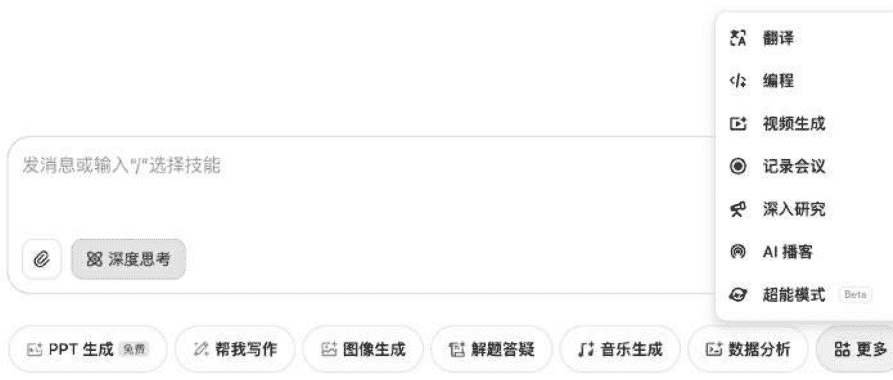 翻译
编程
视频生成
记录会议
深入研究
AI 播客
超能模式 Beta
发消息或输入“/”选择技能
深度思考
PPT 生成 免费
帮我写作
图像生成
解题答疑
音乐生成
数据分析
更多